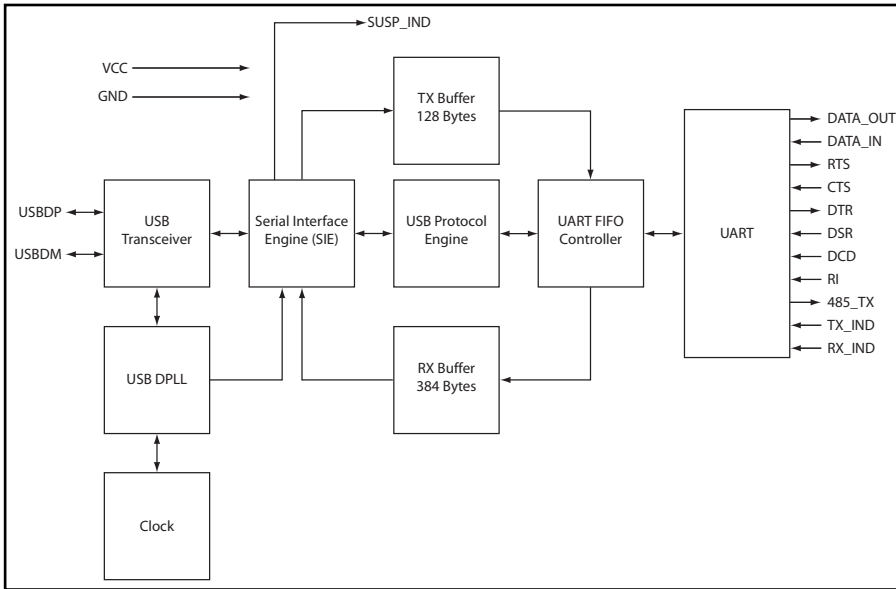 SUSP_IND
VCC
GND
TX Buffer
128 Bytes
DATA_OUT
DATA_IN
RTS
CTS
DTR
DSR
DCD
RI
485_TX
TX_IND
RX_IND
USBDP
USBDM
USB
Transceiver
Serial Interface
Engine (SIE)
USB Protocol
Engine
UART FIFO
Controller
UART
USB DPLL
RX Buffer
384 Bytes
Clock